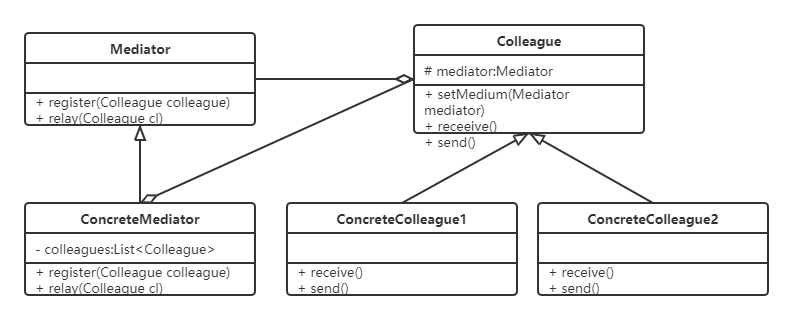 Mediator
+ register(Colleague colleague)
+ relay(Colleague cl)
Colleague
# mediator:Mediator
+ setMedium(Mediator
mediator)
+ receeive()
+ send()
ConcreteMediator
- colleagues:List<Colleague>
+ register(Colleague colleague)
+ relay(Colleague cl)
ConcreteColleague1
+ receive()
+ send()
ConcreteColleague2
+ receive()
+ send()